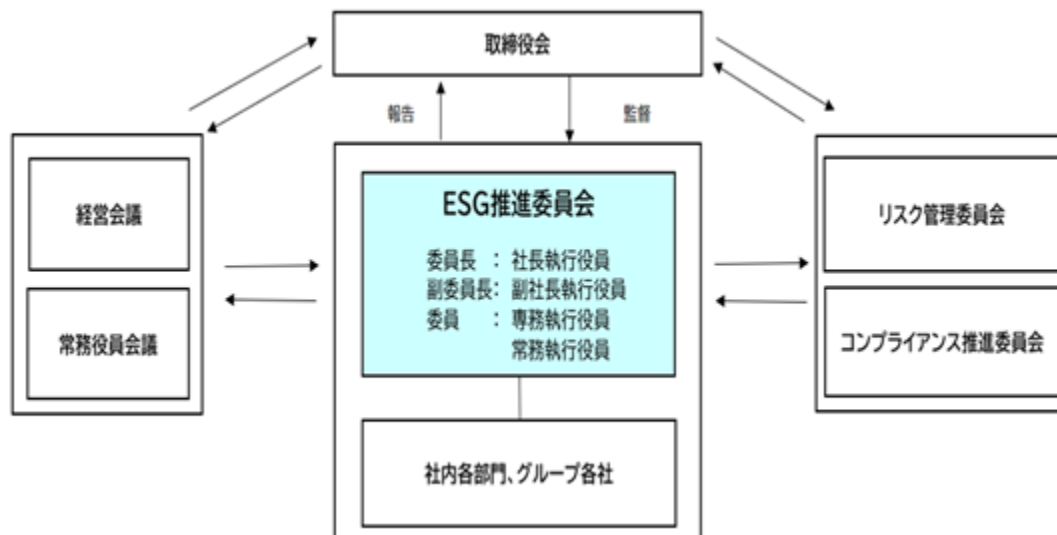 取締役会
報告
監督
経営会議
常務役員会議
ESG推進委員会
委員長 : 社長執行役員
副委員長: 副社長執行役員
委員 : 専務執行役員
常務執行役員
社内各部門、グループ各社
リスク管理委員会
コンプライアンス推進委員会